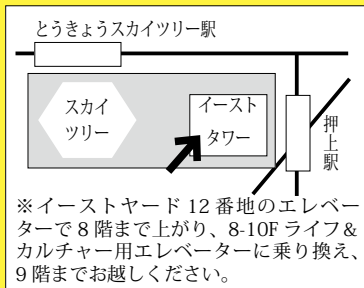 とうきょうスカイツリー駅
スカイ
ツリー
イースト
タワー
押上駅
※イーストヤード 12 番地のエレベー
ターで 8 階まで上がり、8-10F ライフ＆
カルチャー用エレベーターに乗り換え、
9 階までお越しください。